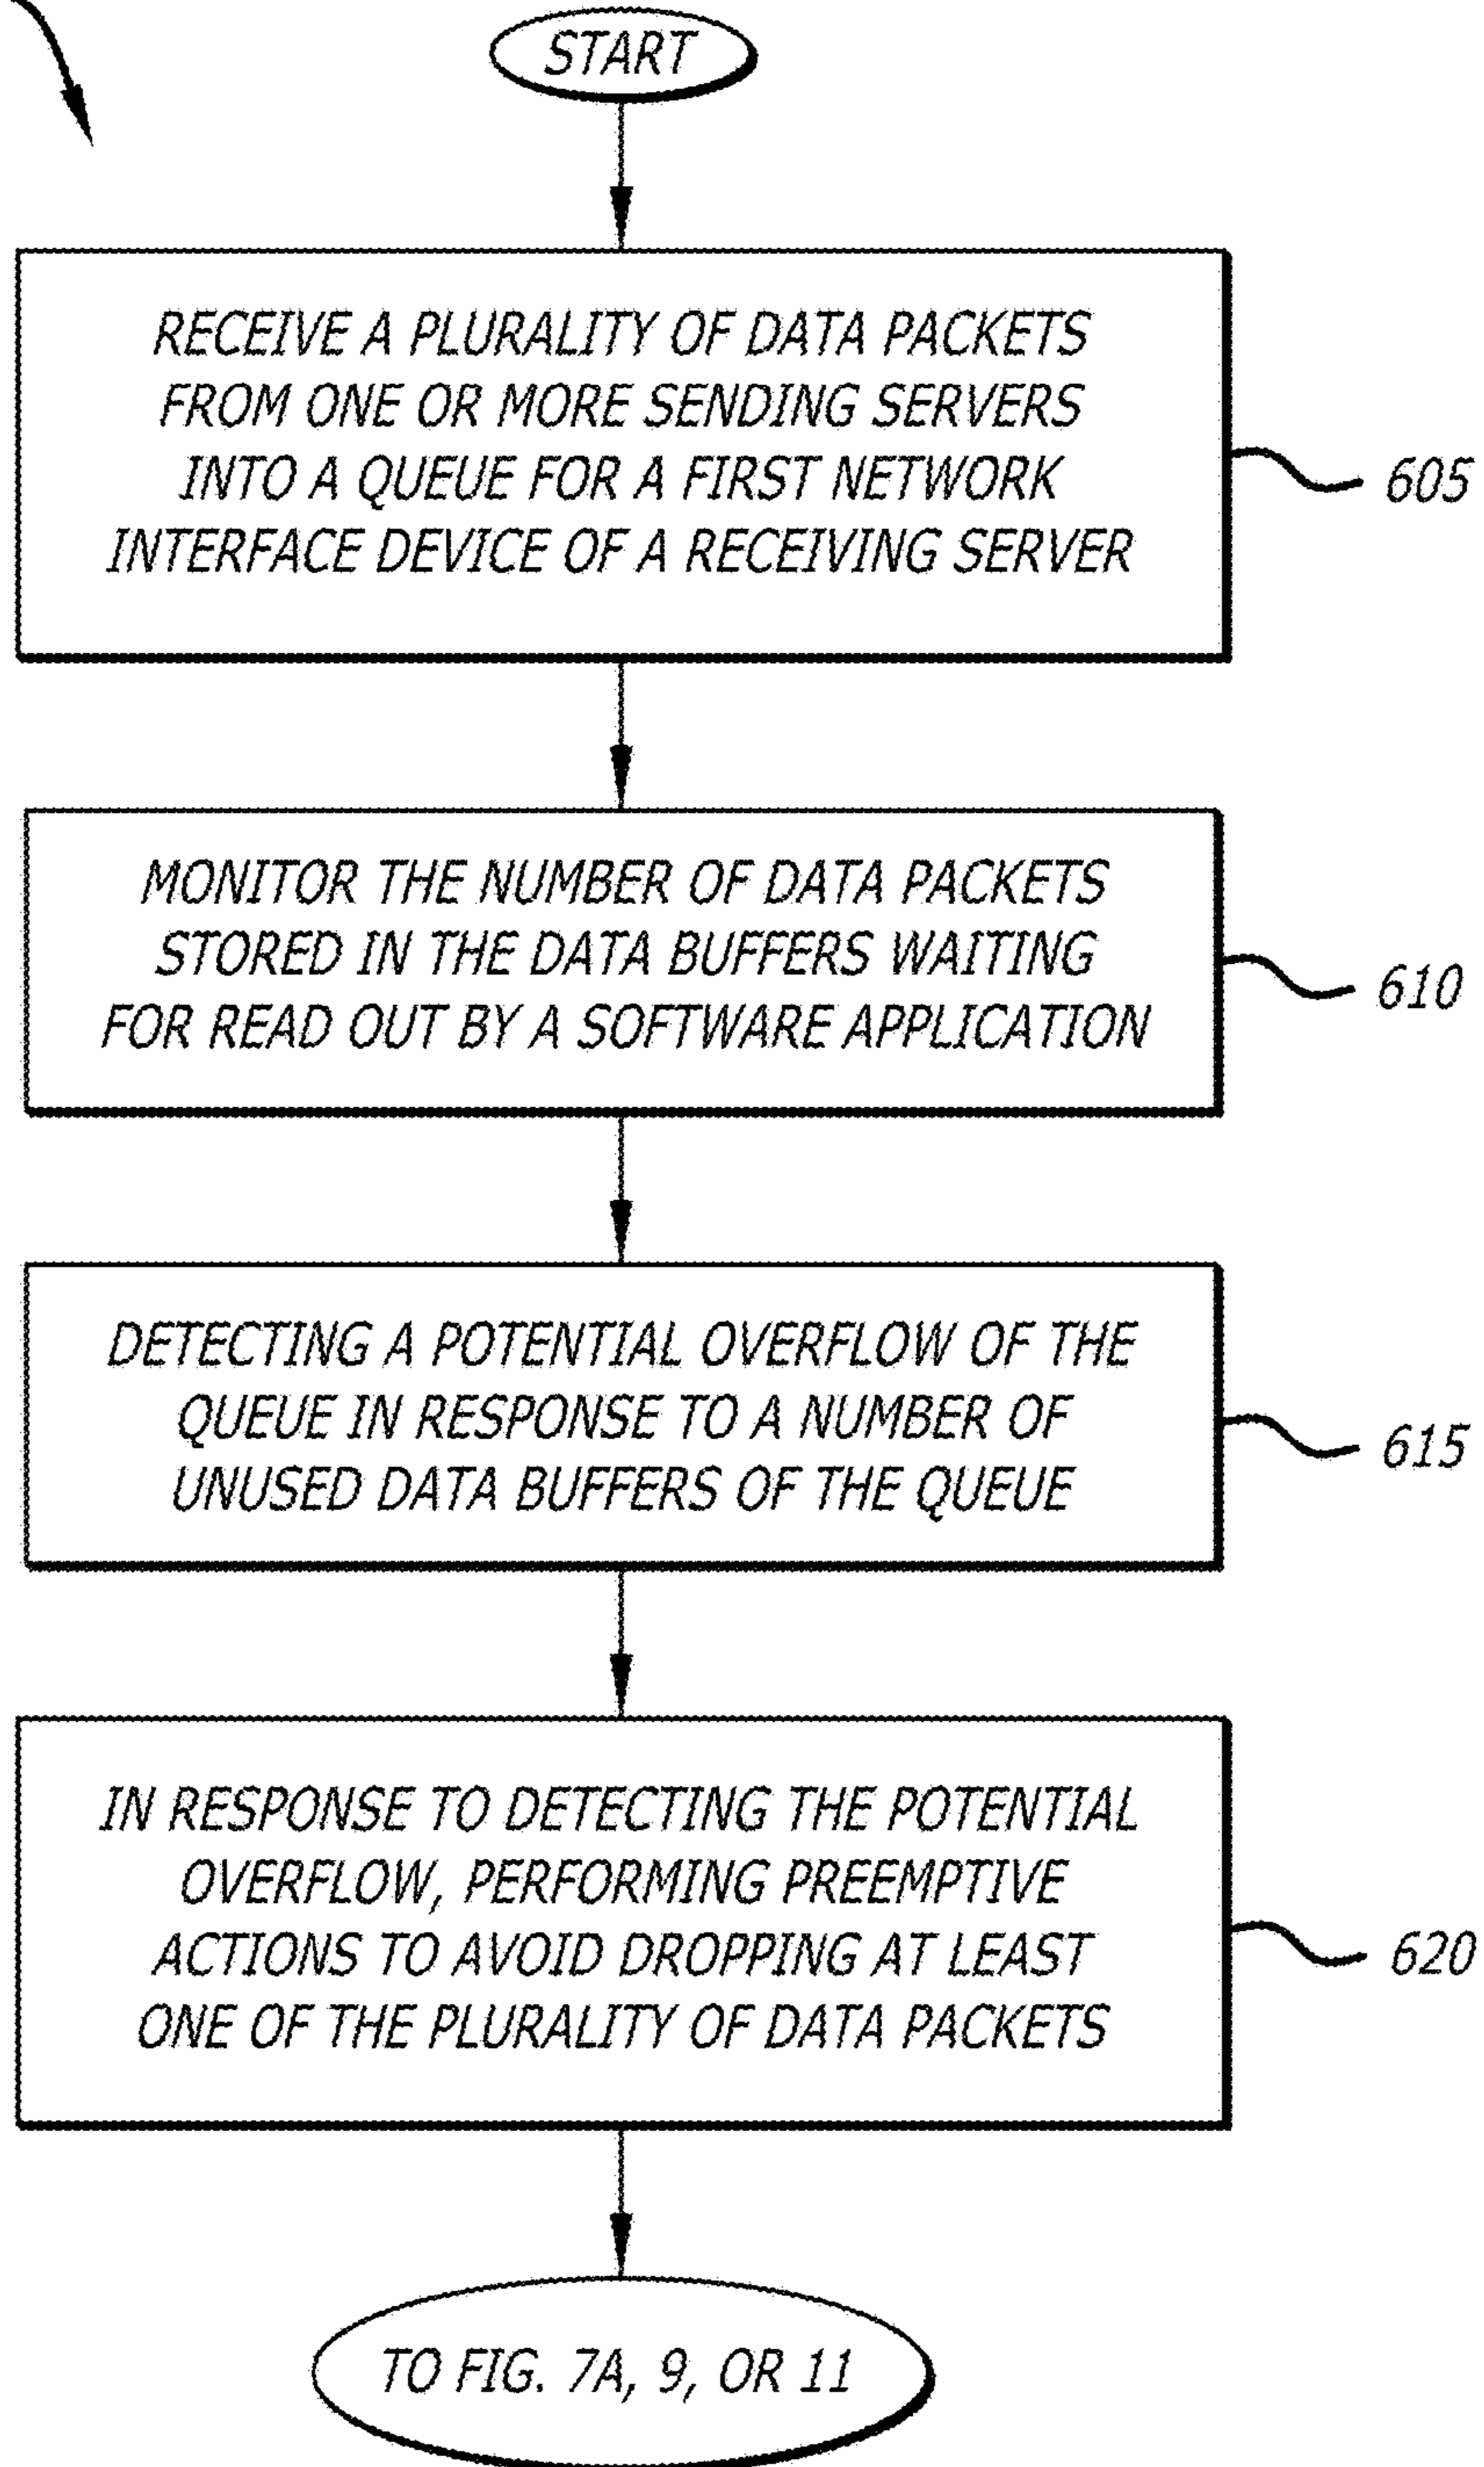 START
RECEIVE A PLURALITY OF DATA PACKETS
FROM ONE OR MORE SENDING SERVERS
INTO A QUEUE FOR A FIRST NETWORK
INTERFACE DEVICE OF A RECEIVING SERVER
605
MONITOR THE NUMBER OF DATA PACKETS
STORED IN THE DATA BUFFERS WAITING
FOR READ OUT BY A SOFTWARE APPLICATION
610
DETECTING A POTENTIAL OVERFLOW OF THE
QUEUE IN RESPONSE TO A NUMBER OF
UNUSED DATA BUFFERS OF THE QUEUE
615
IN RESPONSE TO DETECTING THE POTENTIAL
OVERFLOW, PERFORMING PREEMPTIVE
ACTIONS TO AVOID DROPPING AT LEAST
ONE OF THE PLURALITY OF DATA PACKETS
620
TO FIG. 7A, 9, OR 11